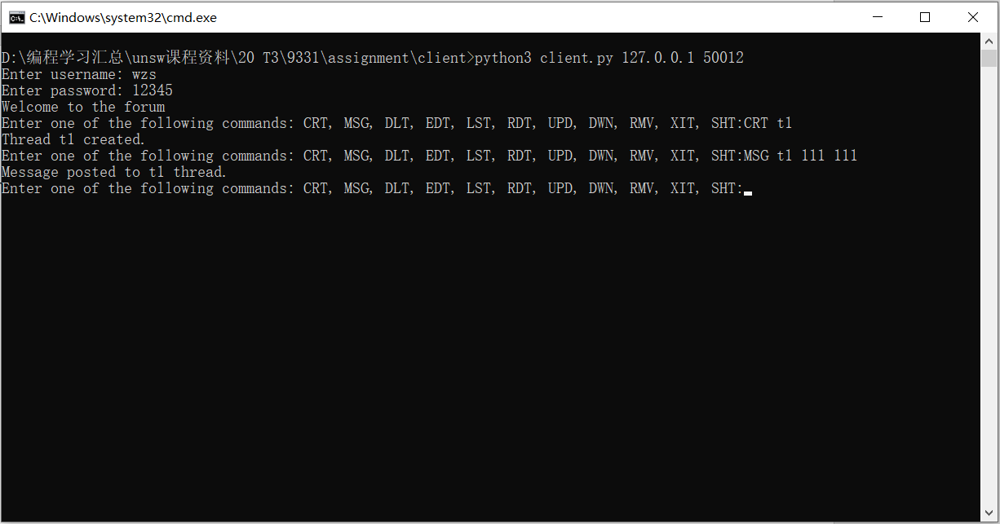 C:\Windows\system32\cmd.exe
D:\编程学习汇总\unsw课程资料\20 T3\9331\assignment\client>python3 client.py 127.0.0.1 50012
Enter username: wzs
Enter password: 12345
Welcome to the forum
Enter one of the following commands: CRT, MSG, DLT, EDT, LST, RDT, UPD, DWN, RMV, XIT, SHT:CRT t1
Thread t1 created.
Enter one of the following commands: CRT, MSG, DLT, EDT, LST, RDT, UPD, DWN, RMV, XIT, SHT:MSG t1 111 111
Message posted to t1 thread.
Enter one of the following commands: CRT, MSG, DLT, EDT, LST, RDT, UPD, DWN, RMV, XIT, SHT: